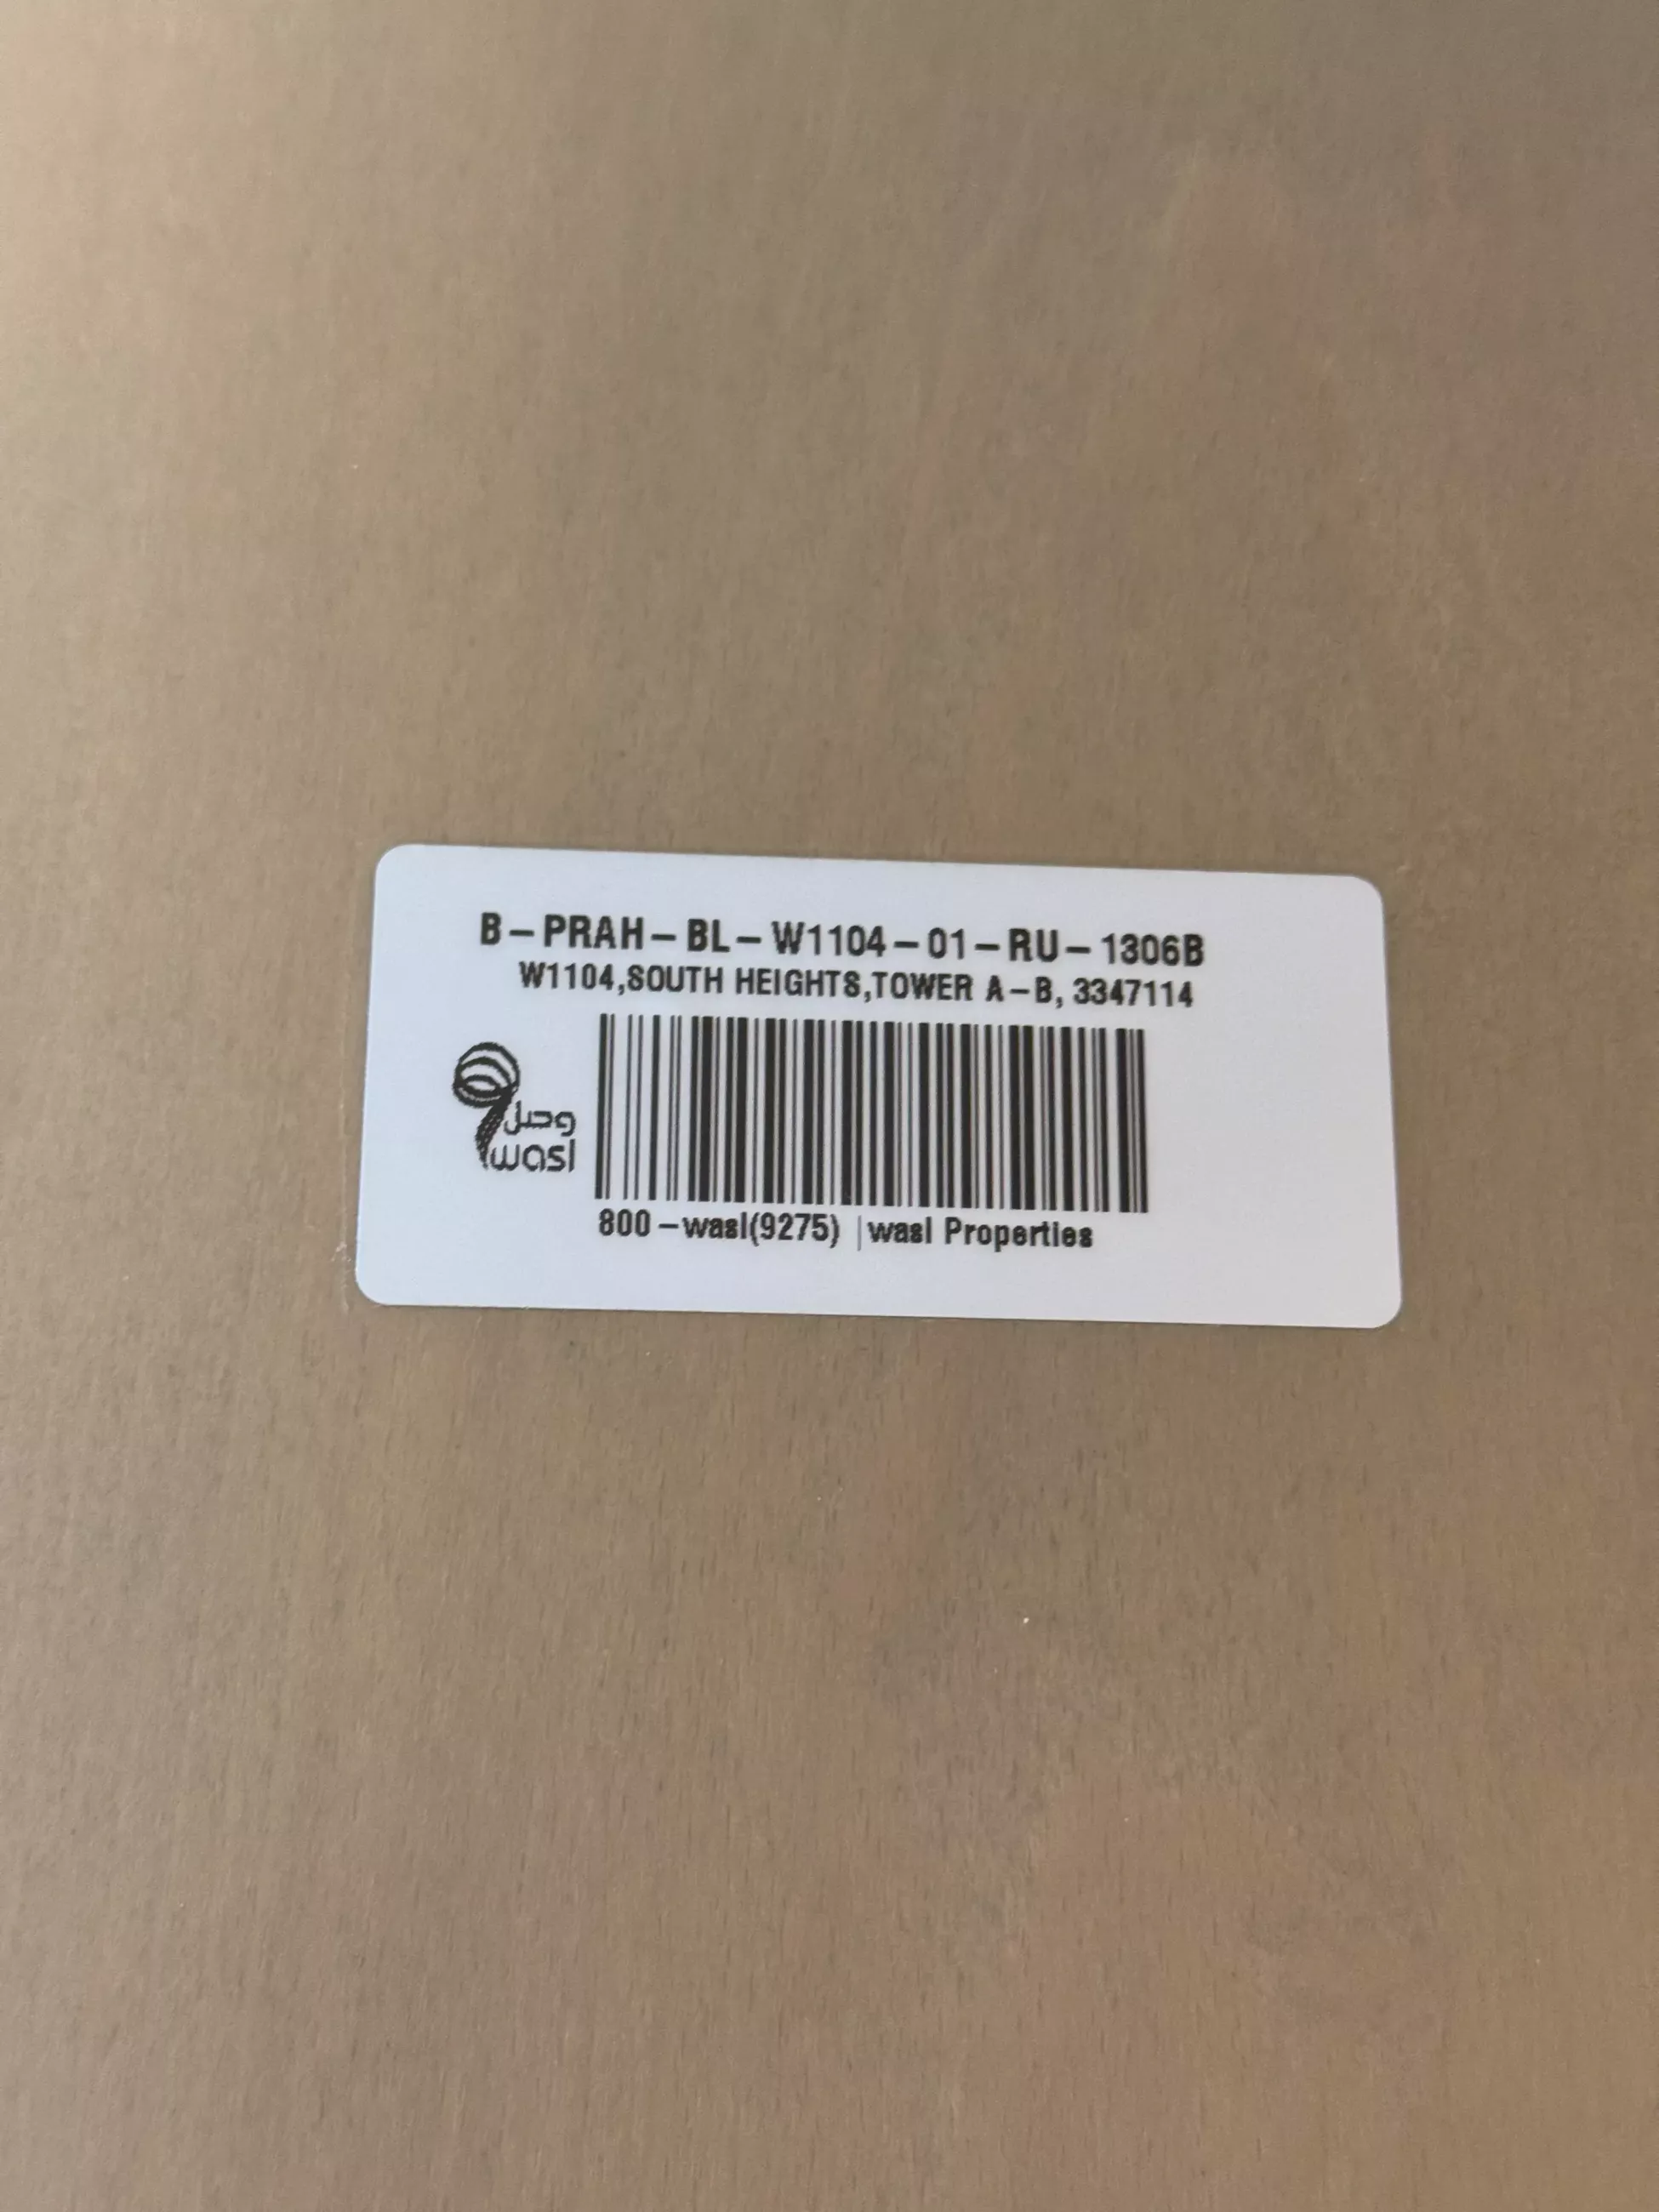 B-PRAH-BL-W1104-01-RU-1306B
W1104,SOUTH HEIGHTS,TOWER A-B, 3347114
وصل
wasl
800-wasl(9275) |wasl Properties